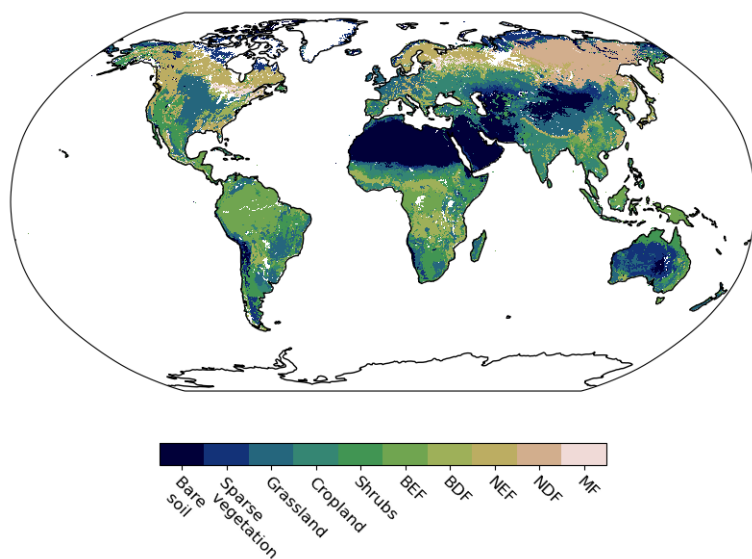 Bare
soil
Sparse
vegetation
Grassland
Cropland
Shrubs
BEF
BDF
NEF
NDF
MF